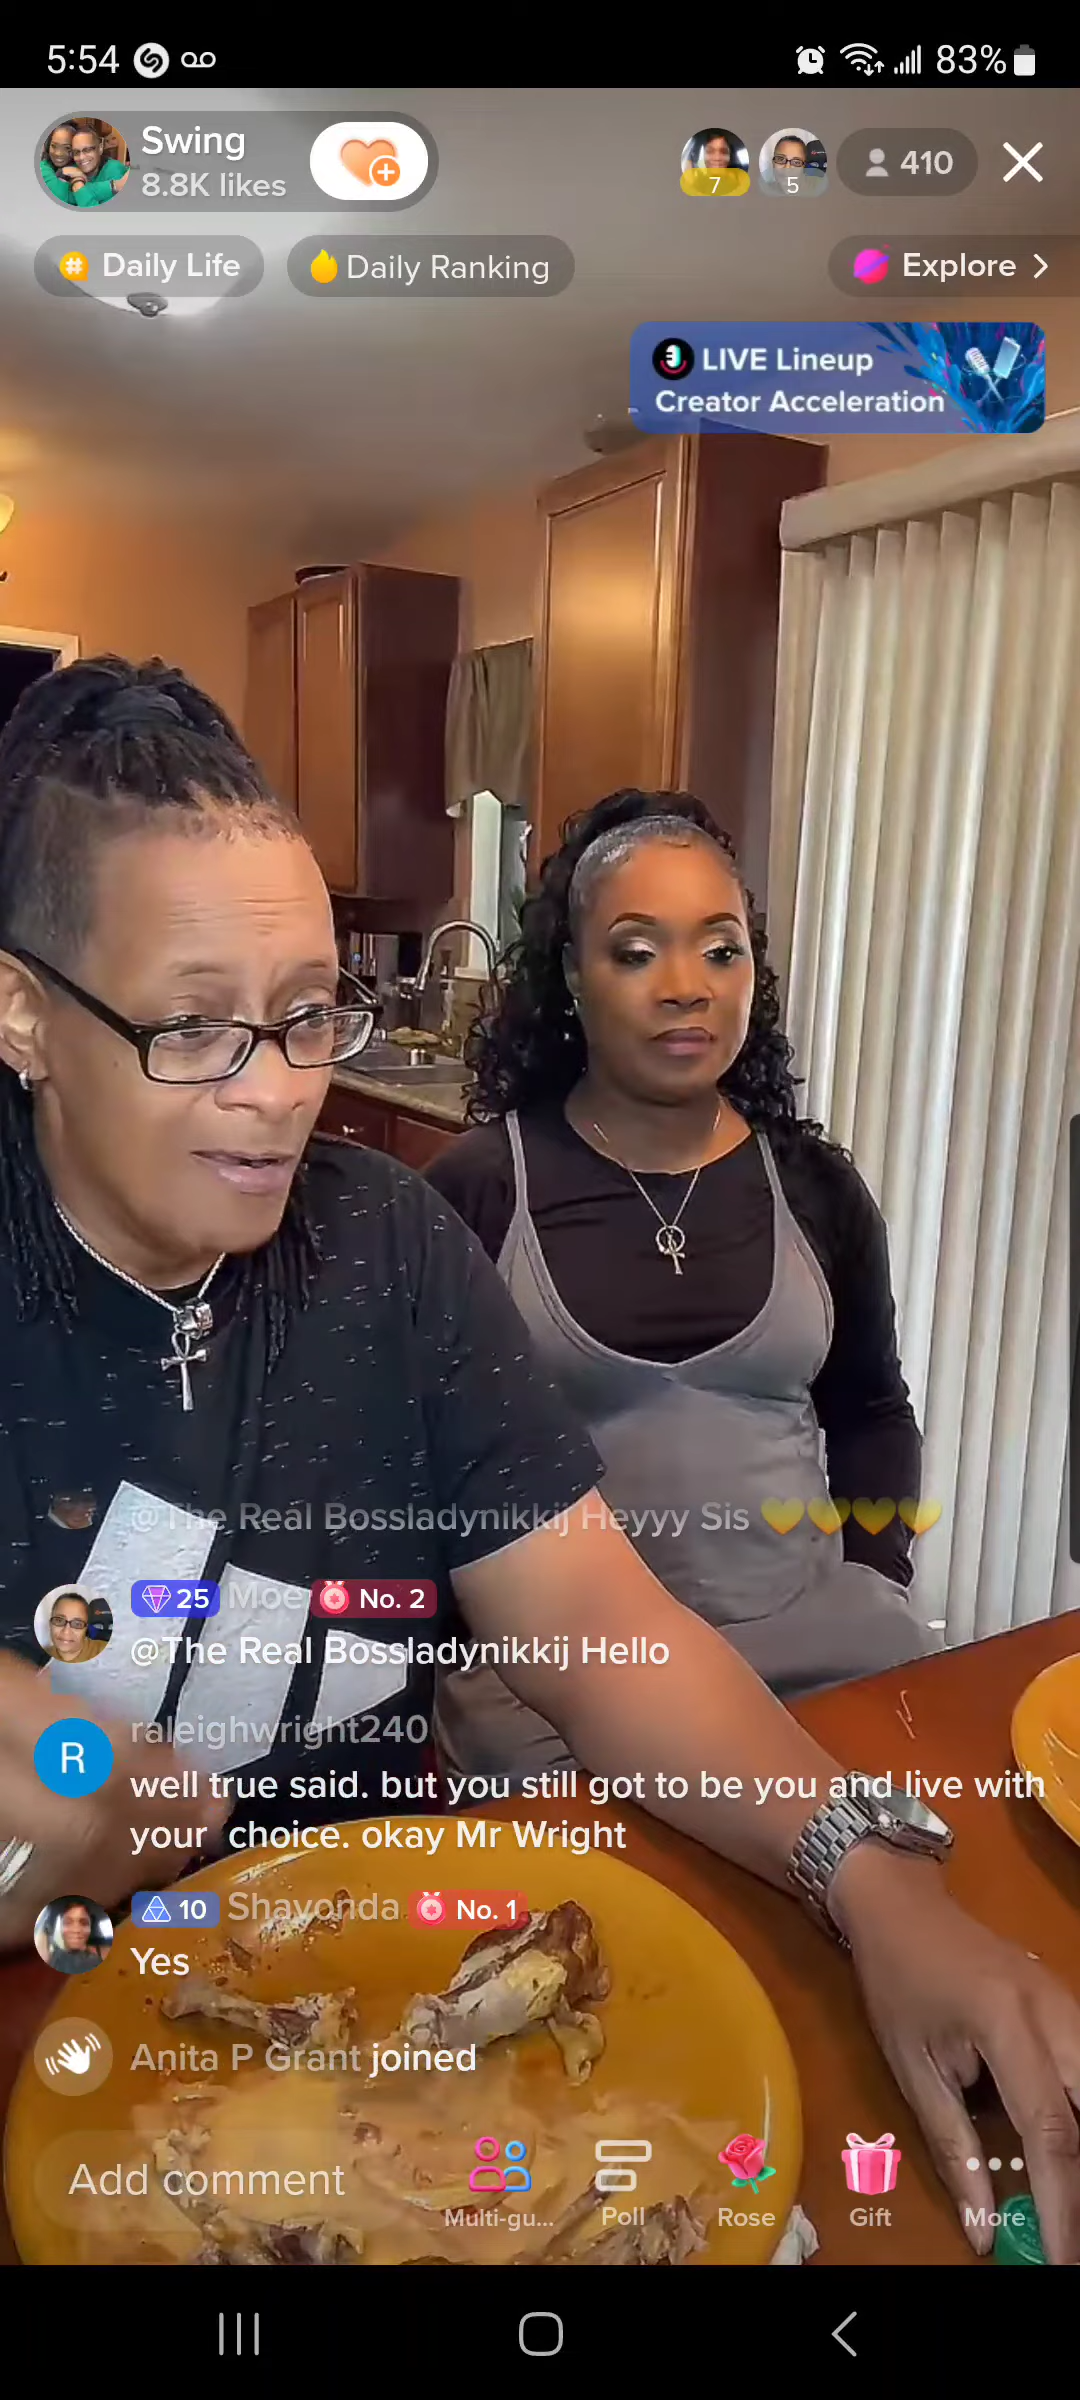 5:54
83%
Swing
8.8K likes
7
5
410
Daily Life
Daily Ranking
Explore
LIVE Lineup
Creator Acceleration
@The Real Bossladynikkij Heyyy Sis 💛💛💛💛
25 Moe No. 2
@The Real Bossladynikkij Hello
R
raleighwright240
well true said. but you still got to be you and live with
your choice. okay Mr Wright
10 Shavonda No. 1
Yes
Anita P Grant joined
Add comment
Multi-gu...
Poll
Rose
Gift
More